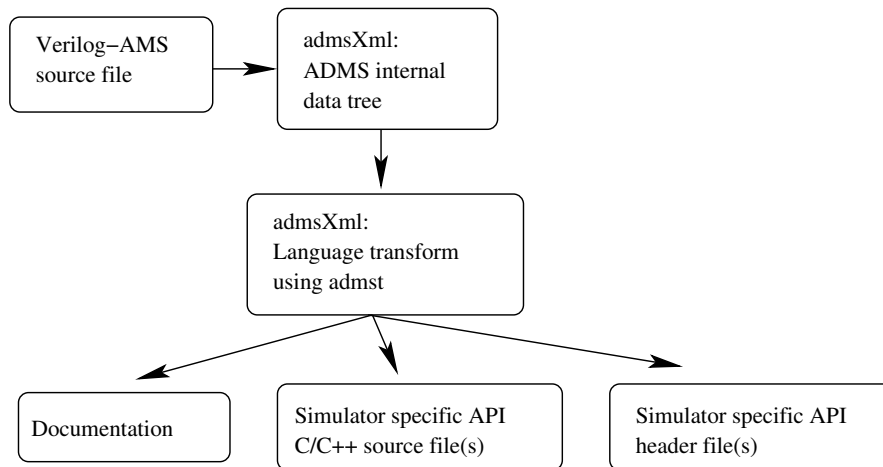 Verilog−AMS
source file
admsXml:
ADMS internal
data tree
admsXml:
Language transform
using admst
Documentation
Simulator specific API
C/C++ source file(s)
Simulator specific API
header file(s)